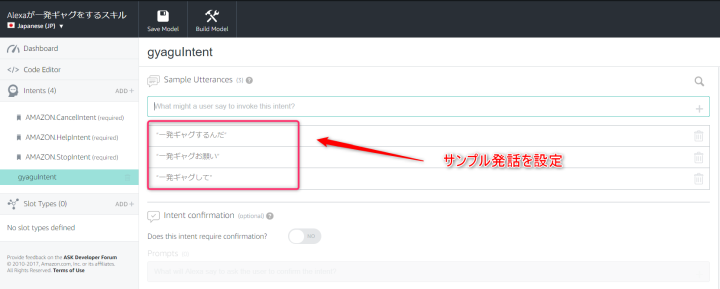 Alexaが一発ギャグをするスキル
Japanese (JP) ▼
Save Model
Build Model
Dashboard
</> Code Editor
Intents (4)
ADD +
AMAZON.CancelIntent (required)
AMAZON.HelpIntent (required)
AMAZON.StopIntent (required)
gyaguIntent
Slot Types (0)
ADD +
No slot types defined
Provide feedback on the ASK Developer Forum
© 2010-2017, Amazon.com, Inc. or its affiliates.
All Rights Reserved. Terms of Use
gyaguIntent
Sample Utterances (3) ?
What might a user say to invoke this intent?
"一発ギャグするんだ"
"一発ギャグお願い"
"一発ギャグして"
サンプル発話を設定
Intent confirmation (optional) ?
Does this intent require confirmation?
NO
Prompts